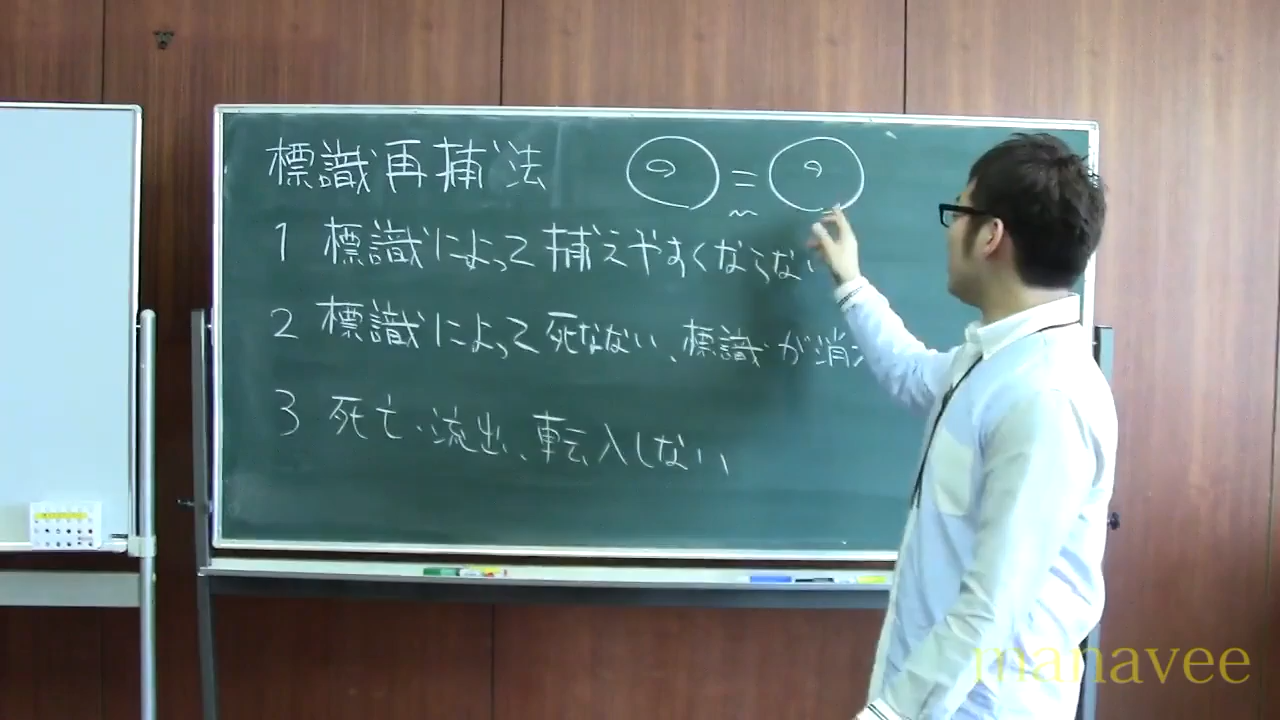 標識再捕法
=
1 標識によって捕えやすくならない
2 標識によって死なない、標識が消え
3 死亡・流出、転入しない
manavee